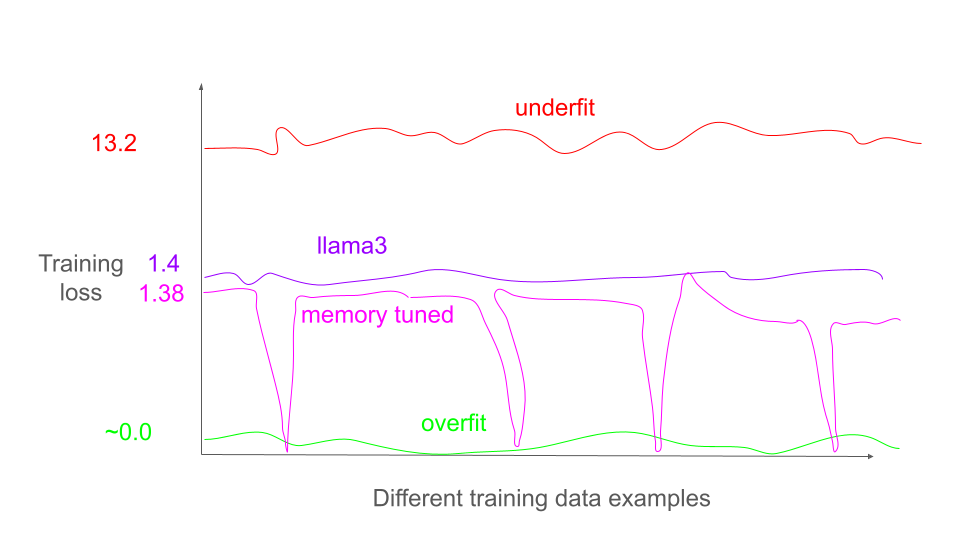 underfit
13.2
llama3
Training 1.4
loss 1.38
memory tuned
overfit
~0.0
Different training data examples